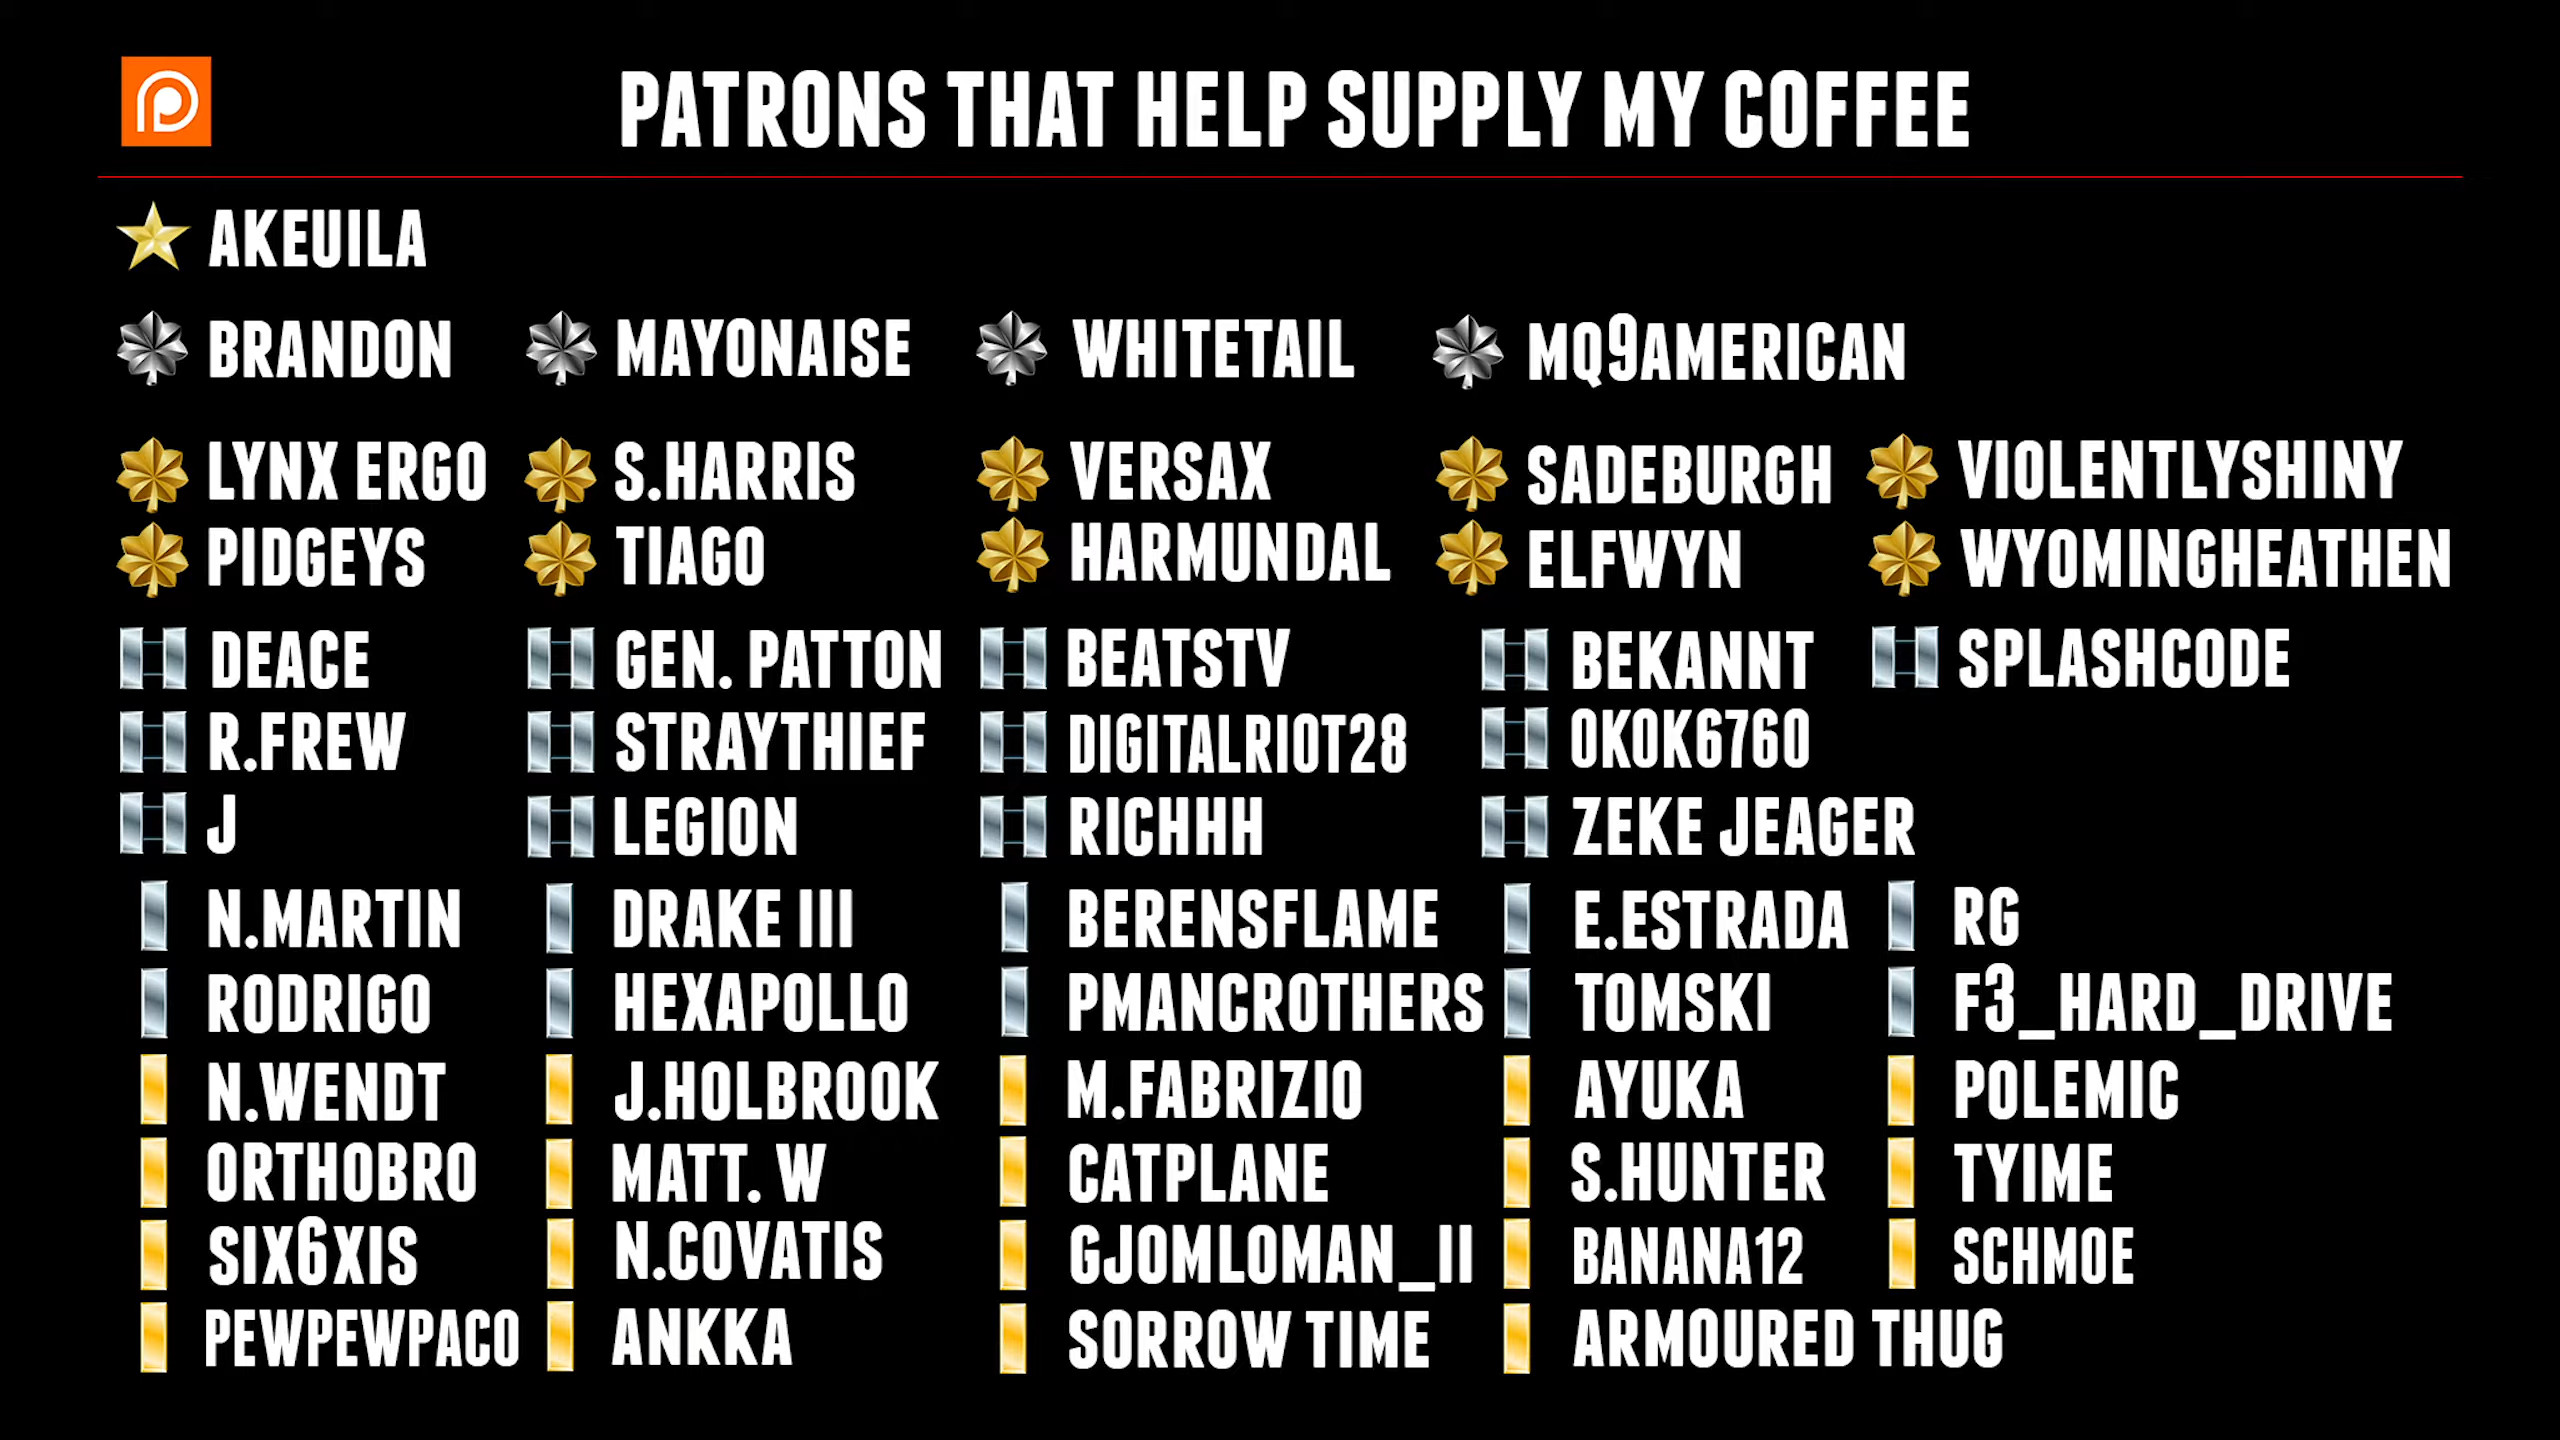 PATRONS THAT HELP SUPPLY MY COFFEE
AKEUILA
BRANDON MAYONAISE WHITETAIL MQ9AMERICAN
LYNX ERGO S.HARRIS VERSAX SADEBURGH VIOLENTLYSHINY
PIDGEYS TIAGO HARMUNDAL ELFWYN WYOMINGHEATHEN
DEACE GEN. PATTON BEATSTV BEKANNT SPLASHCODE
R.FREW STRAYTHIEF DIGITALRIOT28 OKOK6760
J LEGION RICHHH ZEKE JEAGER
N.MARTIN DRAKE III BERENSFLAME E.ESTRADA RG
RODRIGO HEXAPOLLO PMANCROTHERS TOMSKI F3_HARD_DRIVE
N.WENDT J.HOLBROOK M.FABRIZIO AYUKA POLEMIC
ORTHOBRO MATT. W CATPLANE S.HUNTER TYIME
SIX6XIS N.COVATIS GJOMLOMAN_II BANANA12 SCHMOE
PEWPEWPACO ANKKA SORROW TIME ARMOURED THUG